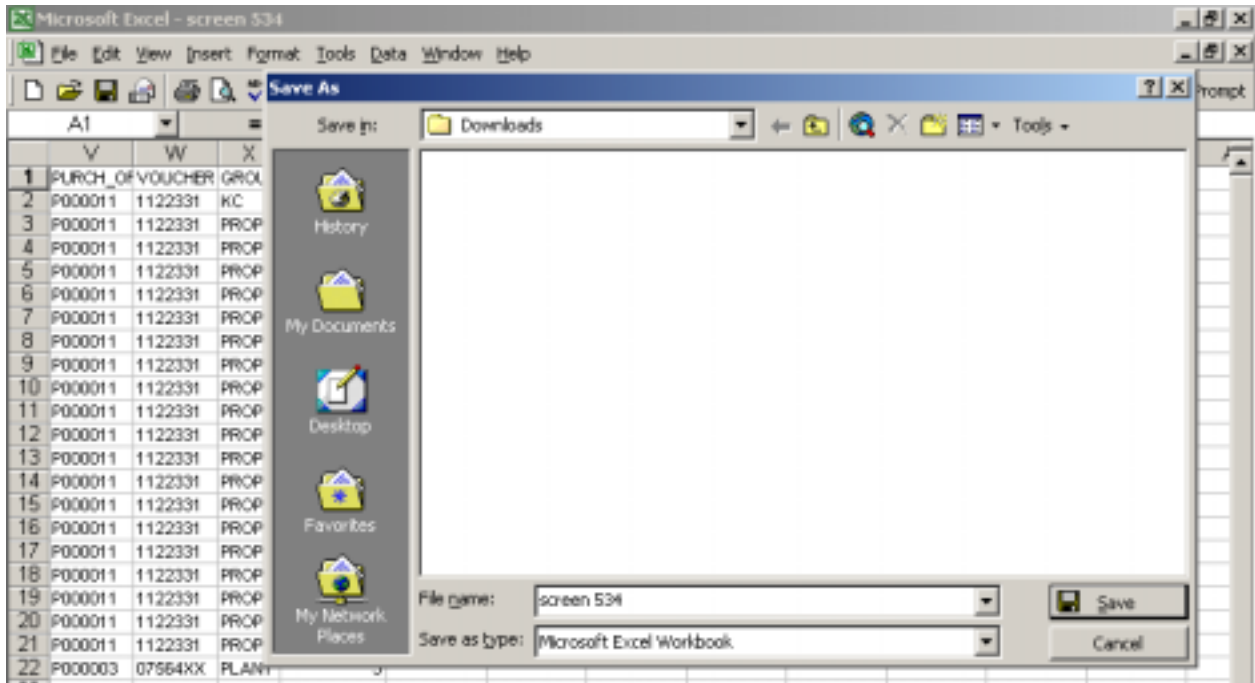 Microsoft Excel - screen 534
File Edit View Insert Format Tools Data Window Help
Save As
Prompt
A1 =
Save in: Downloads Tools
V W X
1 PURCH_OF VOUCHER GROU
2 P000011 1122331 KC
3 P000011 1122331 PROP
4 P000011 1122331 PROP
5 P000011 1122331 PROP
6 P000011 1122331 PROP
7 P000011 1122331 PROP
8 P000011 1122331 PROP
9 P000011 1122331 PROP
10 P000011 1122331 PROP
11 P000011 1122331 PROP
12 P000011 1122331 PROP
13 P000011 1122331 PROP
14 P000011 1122331 PROP
15 P000011 1122331 PROP
16 P000011 1122331 PROP
17 P000011 1122331 PROP
18 P000011 1122331 PROP
19 P000011 1122331 PROP
20 P000011 1122331 PROP
21 P000011 1122331 PROP
22 P000003 07564XX PLANT
History
My Documents
Desktop
Favorites
My Network
Places
File name: screen 534 Save
Save as type: Microsoft Excel Workbook Cancel